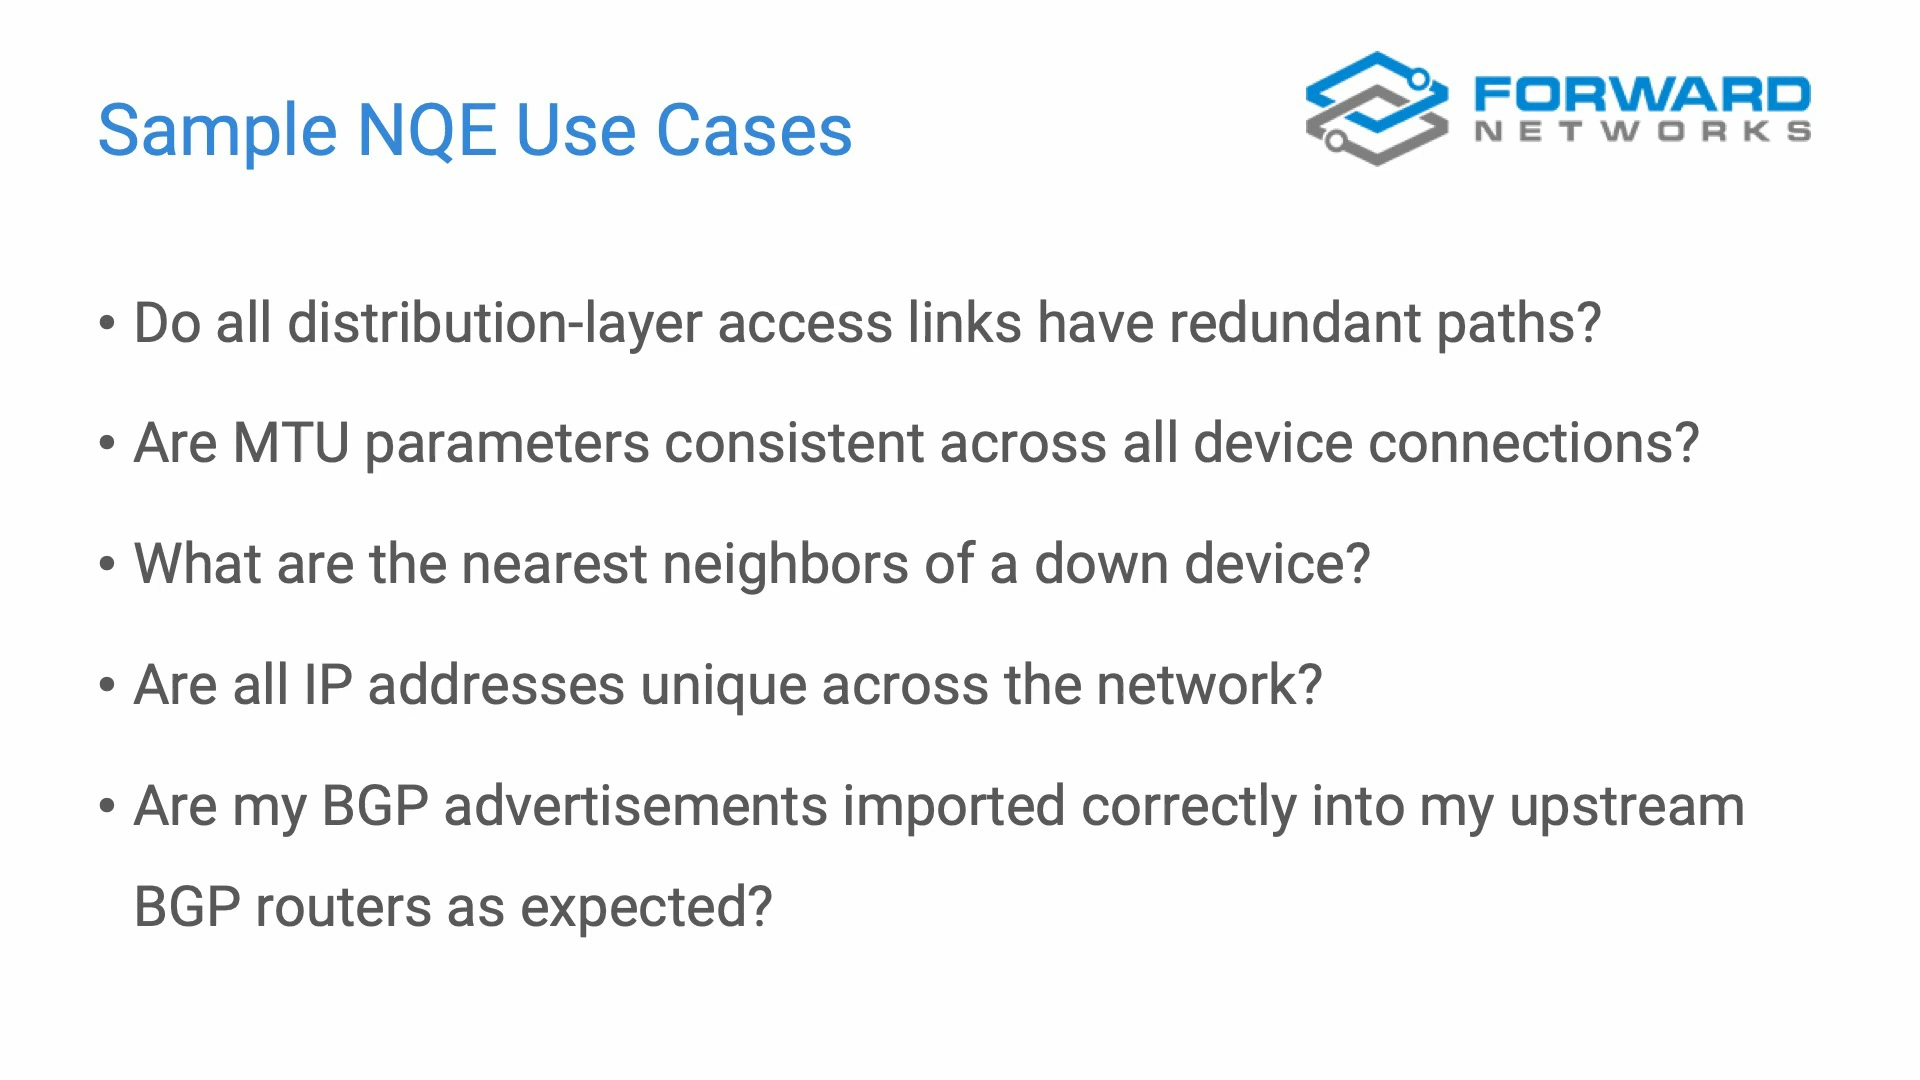 Sample NQE Use Cases
FORWARD
NETWORKS
• Do all distribution-layer access links have redundant paths?
• Are MTU parameters consistent across all device connections?
• What are the nearest neighbors of a down device?
• Are all IP addresses unique across the network?
• Are my BGP advertisements imported correctly into my upstream
BGP routers as expected?